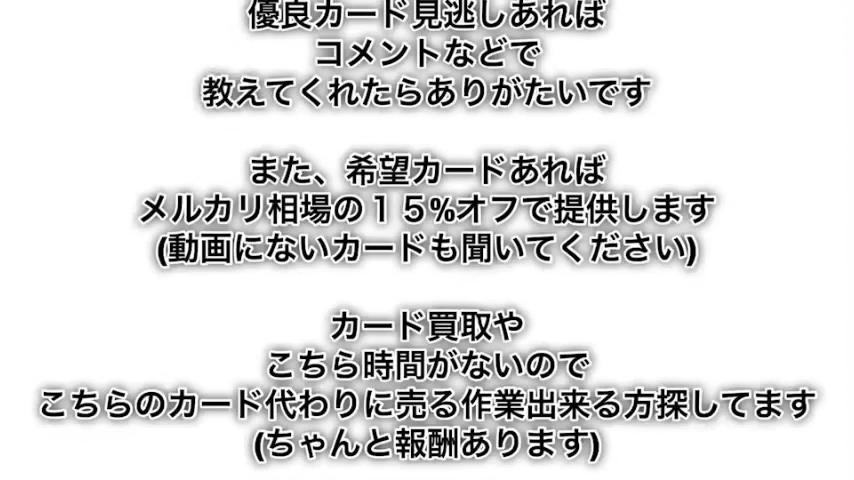 優良カード見逃しあれば
コメントなどで
教えてくれたらありがたいです
また、希望カードあれば
メルカリ相場の１５%オフで提供します
(動画にないカードも聞いてください)
カード買取や
こちら時間がないので
こちらのカード代わりに売る作業出来る方探してます
(ちゃんと報酬あります)